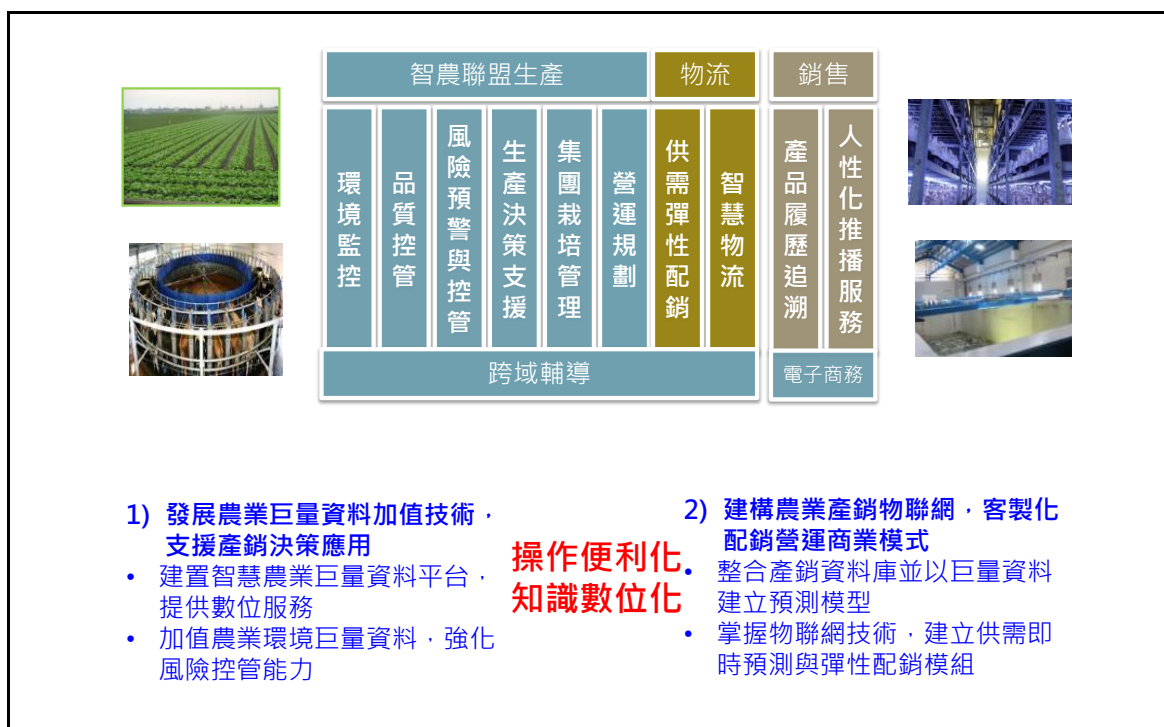 智農聯盟生產
物流
銷售
環境監控
品質控管
風險預警與控管
生產決策支援
集團栽培管理
營運規劃
供需彈性配銷
智慧物流
產品履歷追溯
人性化推播服務
跨域輔導
電子商務
1) 發展農業巨量資料加值技術，
支援產銷決策應用
• 建置智慧農業巨量資料平台，
提供數位服務
• 加值農業環境巨量資料，強化
風險控管能力
操作便利化
知識數位化
2) 建構農業產銷物聯網，客製化
配銷營運商業模式
• 整合產銷資料庫並以巨量資料
建立預測模型
• 掌握物聯網技術，建立供需即
時預測與彈性配銷模組